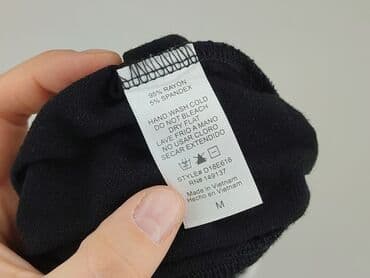 95% RAYON
5% SPANDEX
HAND WASH COLD
DO NOT BLEACH
DRY FLAT
LAVE FRIO A MANO
NO USAR CLORO
SECAR EXTENDIDO
STYLE# D18E616
RN# 149137
Made in Vietnam
Hecho en Vietnam
M